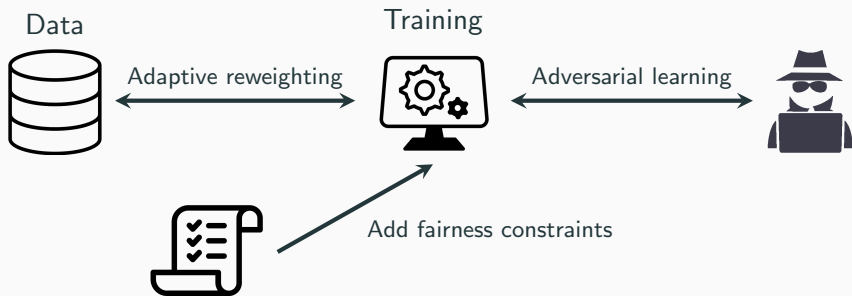 Data
Training
Adaptive reweighting
Adversarial learning
Add fairness constraints